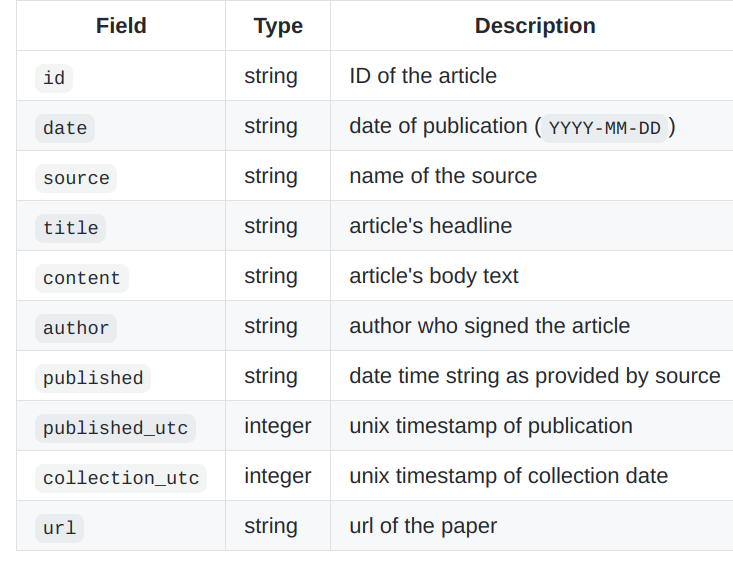 Field Type Description
id string ID of the article
date string date of publication ( YYYY-MM-DD )
source string name of the source
title string article's headline
content string article's body text
author string author who signed the article
published string date time string as provided by source
published_utc integer unix timestamp of publication
collection_utc integer unix timestamp of collection date
url string url of the paper